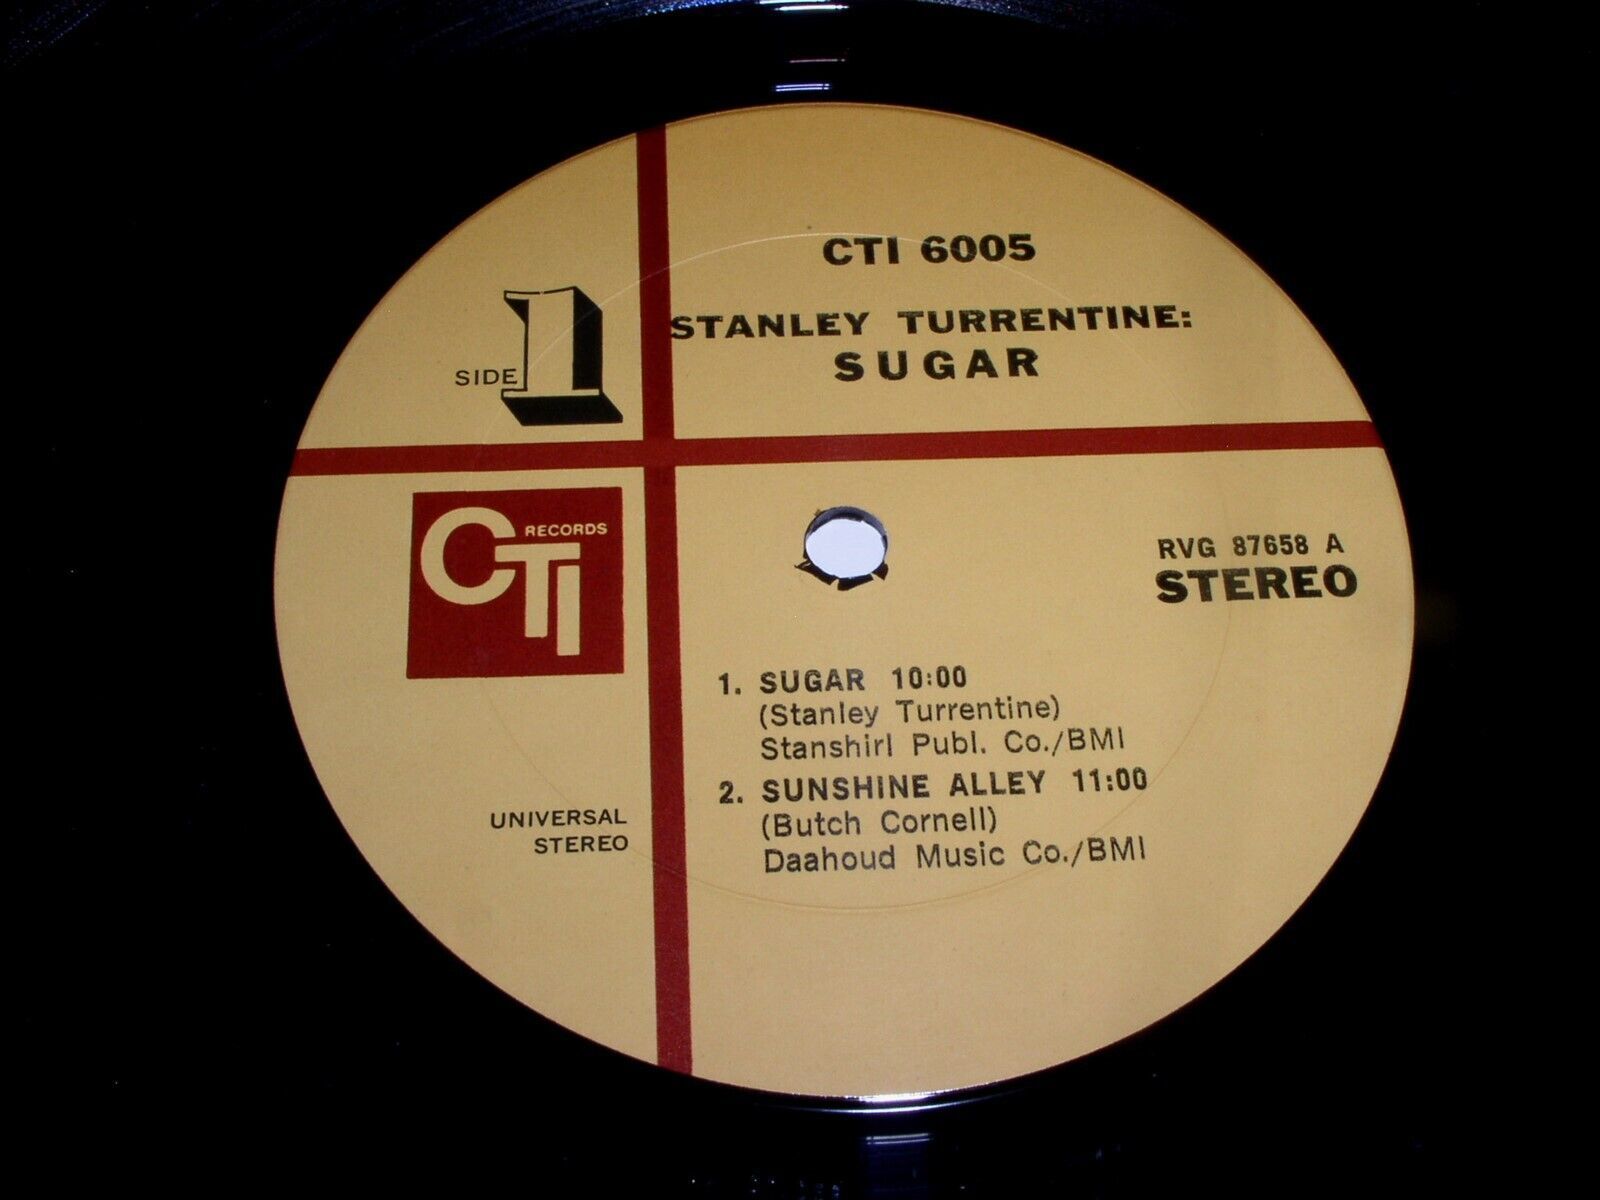 CTI 6005
STANLEY TURRENTINE:
SUGAR
SIDE 1
CTI RECORDS
RVG 87658 A
STEREO
1. SUGAR 10:00
(Stanley Turrentine)
Stanshirl Publ. Co./BMI
2. SUNSHINE ALLEY 11:00
(Butch Cornell)
Daahoud Music Co./BMI
UNIVERSAL
STEREO